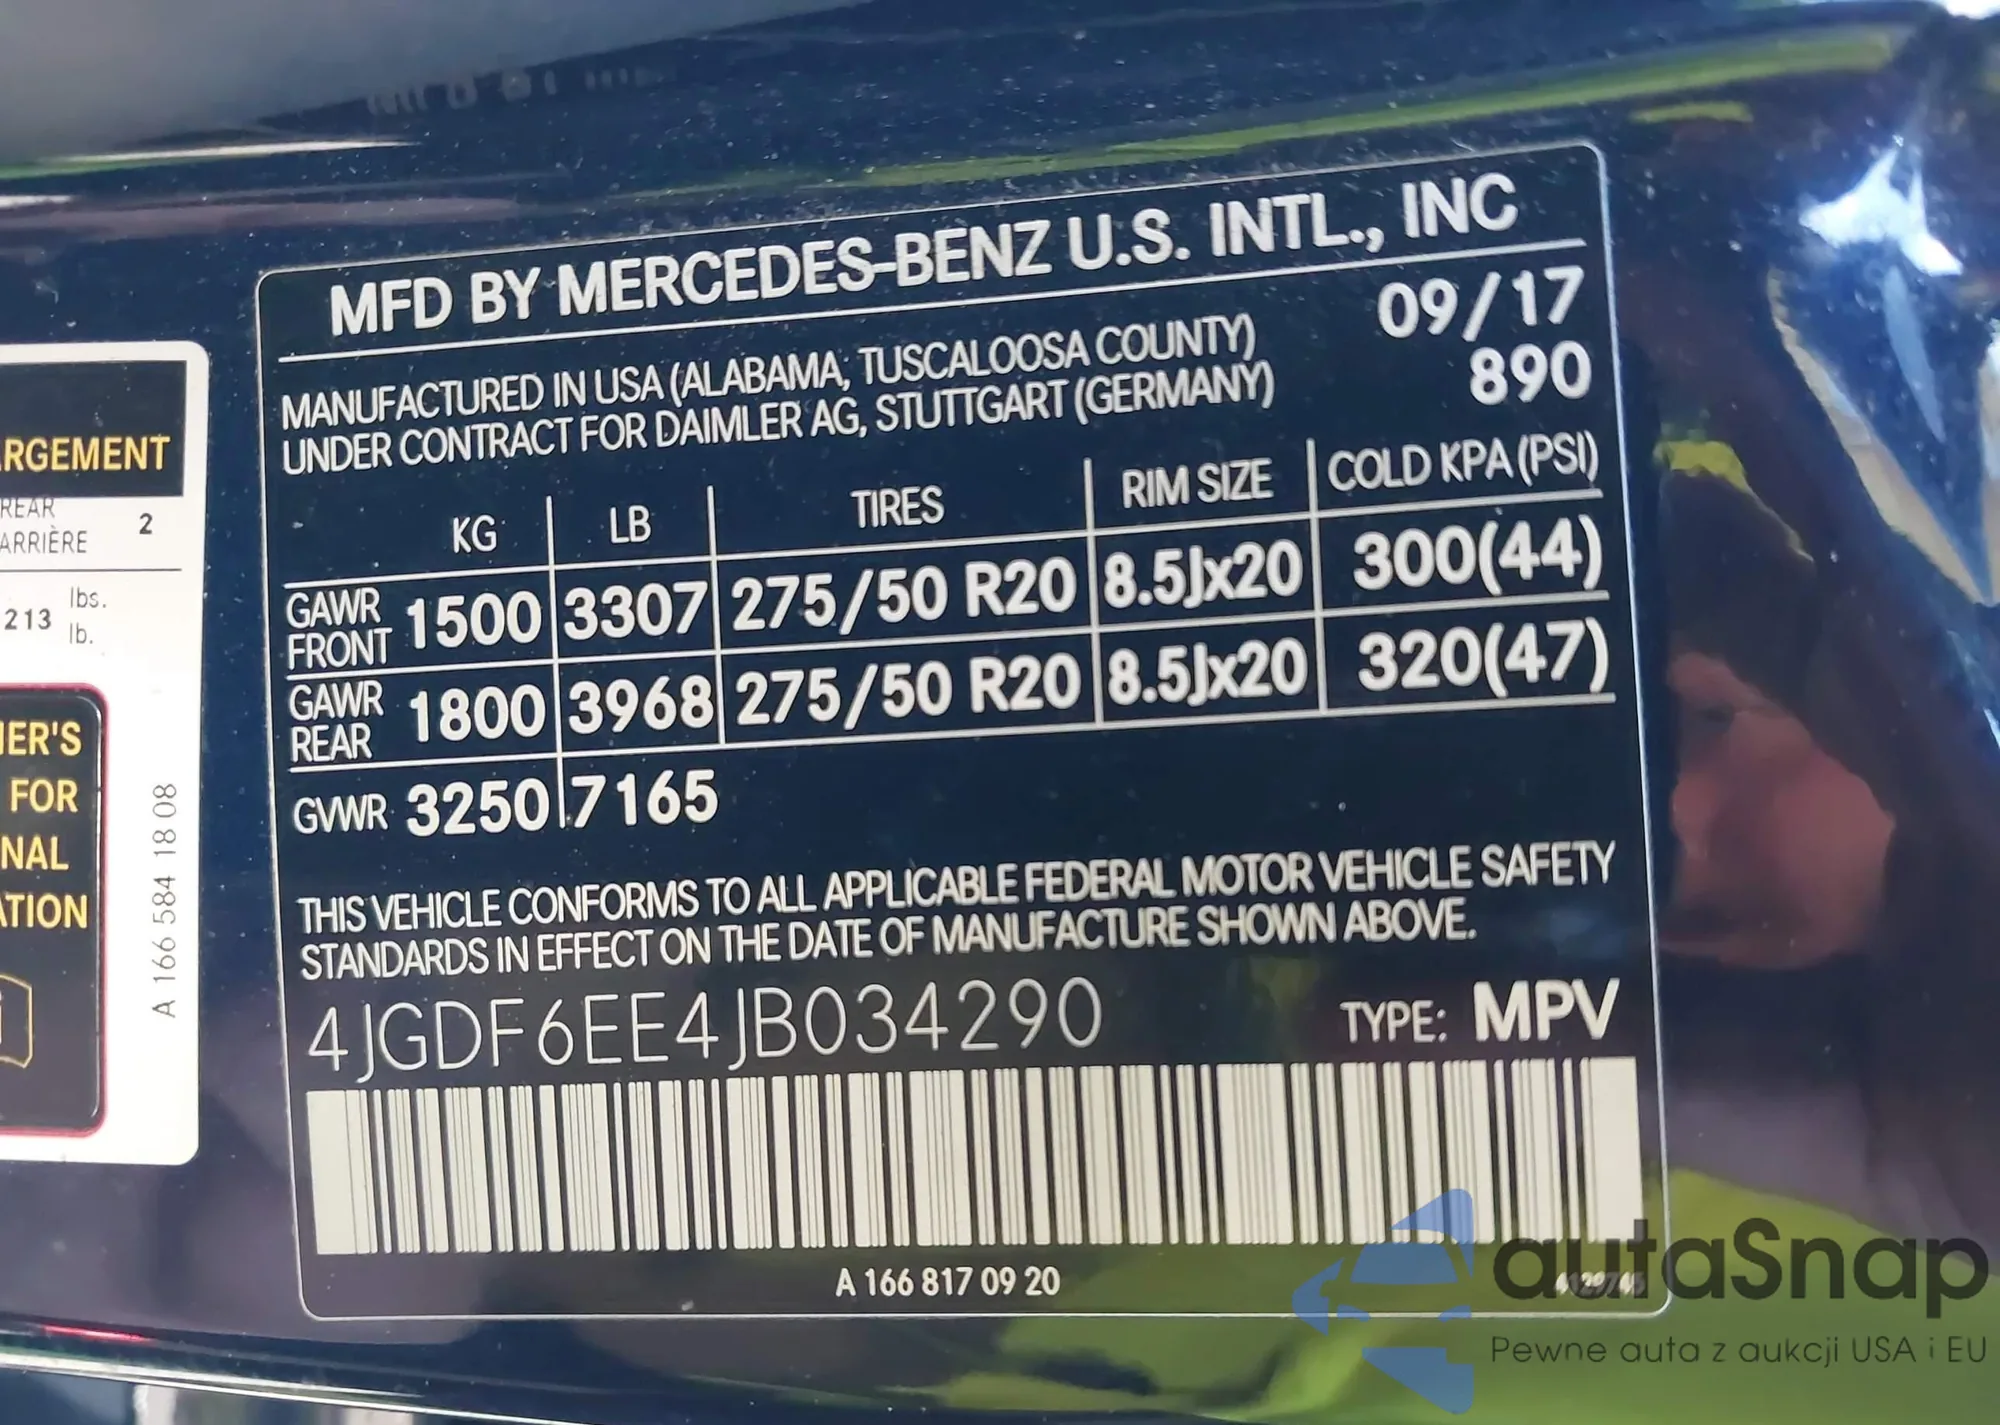 MFD BY MERCEDES-BENZ U.S. INTL., INC
09/17
MANUFACTURED IN USA (ALABAMA, TUSCALOOSA COUNTY)
890
UNDER CONTRACT FOR DAIMLER AG, STUTTGART (GERMANY)
KG LB TIRES RIM SIZE COLD KPA (PSI)
GAWR FRONT 1500 3307 275/50 R20 8.5Jx20 300(44)
GAWR REAR 1800 3968 275/50 R20 8.5Jx20 320(47)
GVWR 3250 7165
THIS VEHICLE CONFORMS TO ALL APPLICABLE FEDERAL MOTOR VEHICLE SAFETY
STANDARDS IN EFFECT ON THE DATE OF MANUFACTURE SHOWN ABOVE.
4JGDF6EE4JB034290 TYPE: MPV
A 166 817 09 20
ARGEMENT
REAR
ARRIÈRE 2
213 lbs.
lb.
FOR
A 166 584 18 08
autaSnap
Pewne auta z aukcji USA i EU